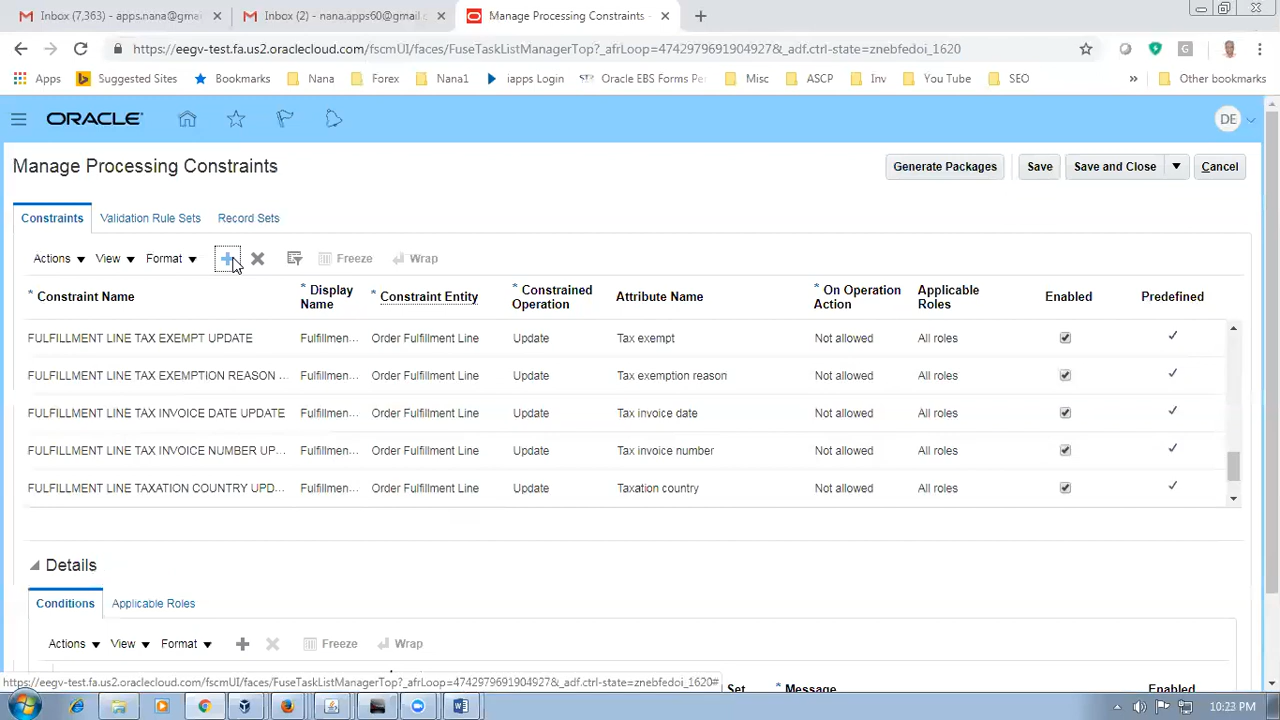 Inbox (7,363) - apps.nana@gma
Inbox (2) - nana.apps60@gmail.c
Manage Processing Constraints -
https://eegv-test.fa.us2.oraclecloud.com/fscmUI/faces/FuseTaskListManagerTop?_afrLoop=474297961904927&_adf.ctrl-state=znebfedoi_1620
Apps
Suggested Sites
Bookmarks
Nana
Forex
Nana1
iapps Login
Oracle EBS Forms Pe
Misc
ASCP
Inv
You Tube
SEO
»
Other bookmarks
ORACLE
DE
Manage Processing Constraints
Generate Packages
Save
Save and Close
Cancel
Constraints
Validation Rule Sets
Record Sets
Actions
View
Format
Freeze
Wrap
* Constraint Name
* Display Name
* Constraint Entity
* Constrained Operation
Attribute Name
* On Operation Action
Applicable Roles
Enabled
Predefined
FULFILLMENT LINE TAX EXEMPT UPDATE Fulfillmen... Order Fulfillment Line Update Tax exempt Not allowed All roles
FULFILLMENT LINE TAX EXEMPTION REASON ... Fulfillmen... Order Fulfillment Line Update Tax exemption reason Not allowed All roles
FULFILLMENT LINE TAX INVOICE DATE UPDATE Fulfillmen... Order Fulfillment Line Update Tax invoice date Not allowed All roles
FULFILLMENT LINE TAX INVOICE NUMBER UP... Fulfillmen... Order Fulfillment Line Update Tax invoice number Not allowed All roles
FULFILLMENT LINE TAXATION COUNTRY UPD... Fulfillmen... Order Fulfillment Line Update Taxation country Not allowed All roles
Details
Conditions
Applicable Roles
Actions
View
Format
Freeze
Wrap
https://eegv-test.fa.us2.oraclecloud.com/fscmUI/faces/FuseTaskListManagerTop?_afrLoop=4742979661904927&_adf.ctrl-state=znebfedoi_1620#
Set
* Message
Enabled
10:23 PM